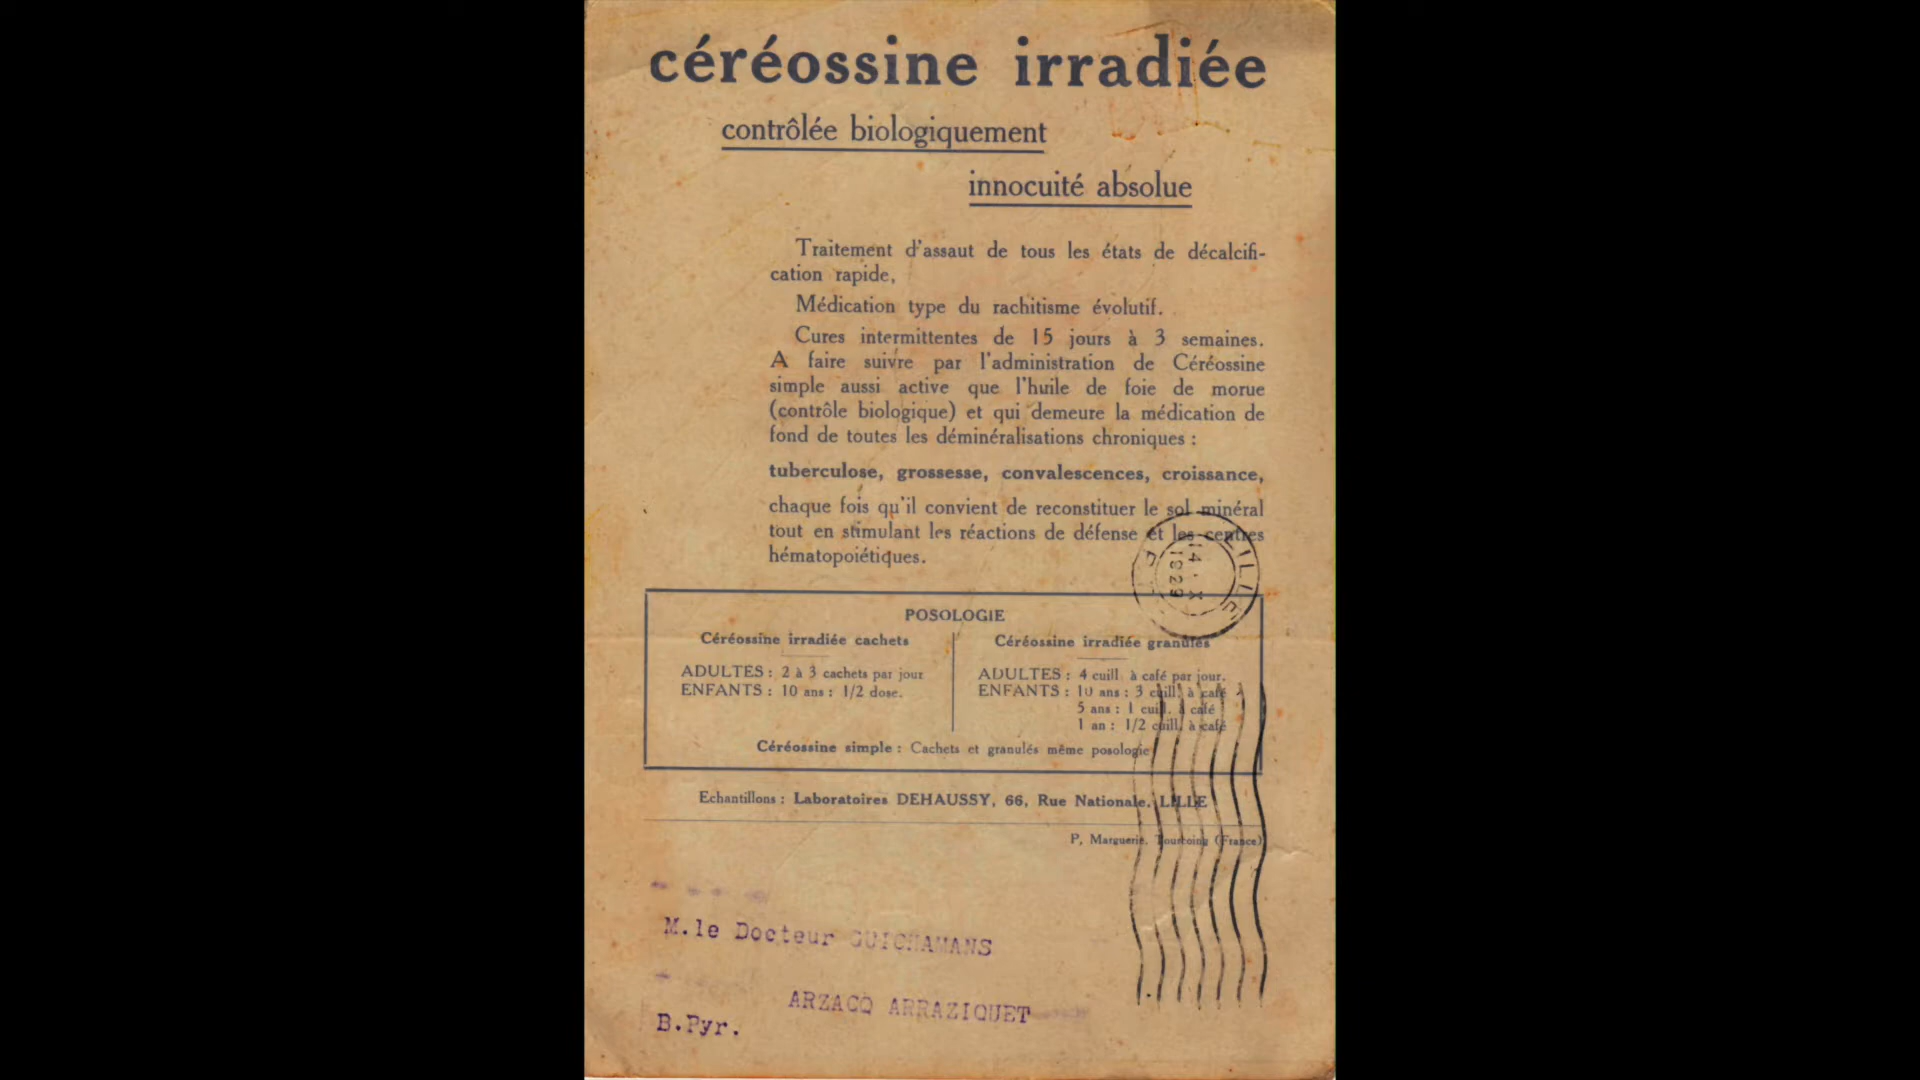 céréossine irradiée
contrôlée biologiquement
innocuité absolue
Traitement d'assaut de tous les états de décalcifi-
cation rapide,
Médication type du rachitisme évolutif.
Cures intermittentes de 15 jours à 3 semaines.
A faire suivre par l'administration de Céréossine
simple aussi active que l'huile de foie de morue
(contrôle biologique) et qui demeure la médication de
fond de toutes les déminéralisations chroniques :
tuberculose, grossesse, convalescences, croissance,
chaque fois qu'il convient de reconstituer le sol minéral
tout en stimulant les réactions de défense et les centres
hématopoiétiques.
LILLE
14 . X
1929
POSOLOGIE
Céréossine irradiée cachets
ADULTES : 2 à 3 cachets par jour
ENFANTS : 10 ans : 1/2 dose.
Céréossine irradiée granulés
ADULTES : 4 cuill. à café par jour.
ENFANTS : 10 ans : 3 cuill. à café
5 ans : 1 cuill. à café
1 an : 1/2 cuill. à café
Céréossine simple : Cachets et granulés même posologie
Echantillons : Laboratoires DEHAUSSY, 66, Rue Nationale, LILLE
P. Marguerie. Tourcoing (France)
M.le Docteur GUICHAMANS
ARZACQ ARRAZIQUET
B.Pyr.